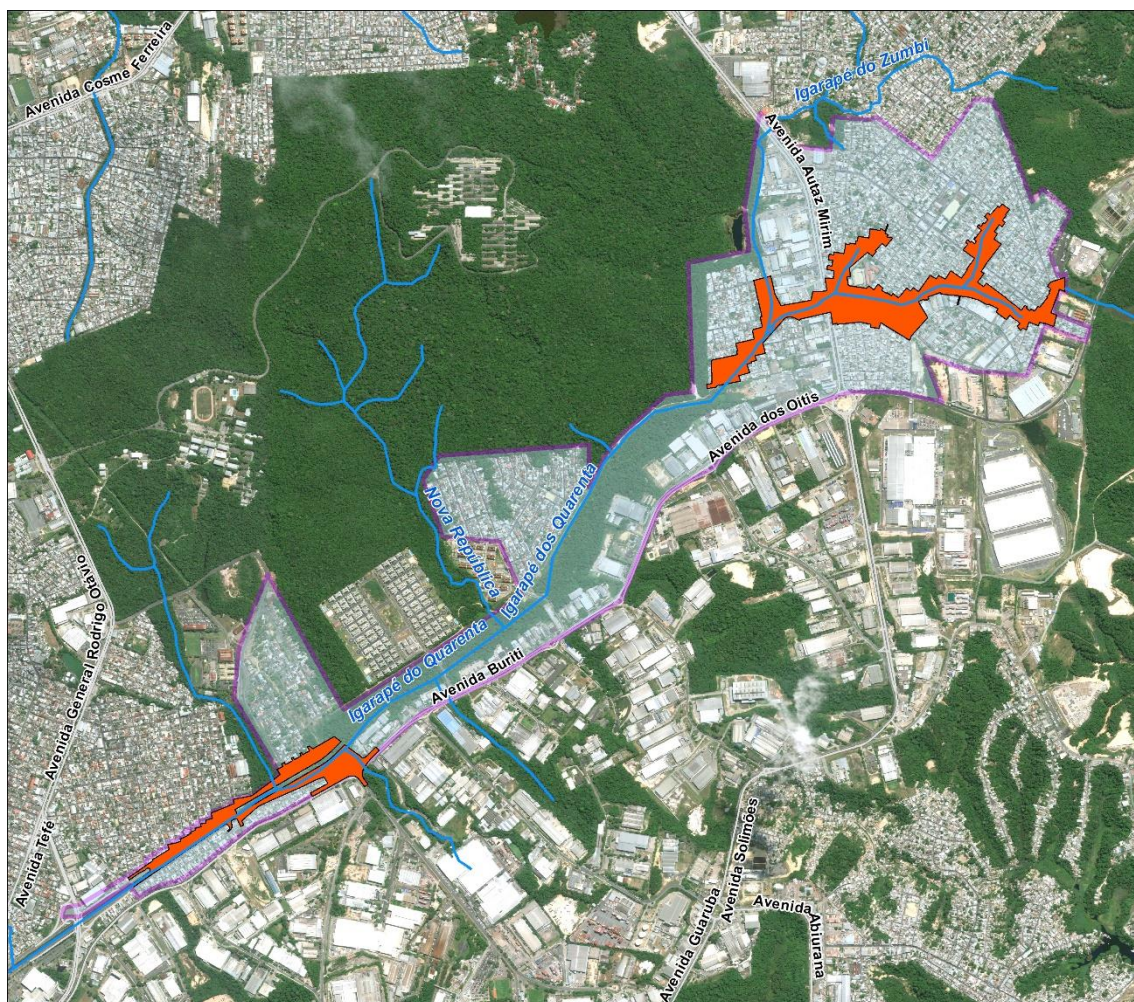 Avenida Cosme Ferreira
Igarapé do Zumbi
Avenida Autaz Mirim
Avenida dos Oitis
Igarapé dos Quarenta
Nova República
Igarapé do Quarenta
Avenida Buriti
Avenida General Rodrigo Otávio
Avenida Tefé
Avenida Solimões
Avenida Guaruba
Avenida Abiurana